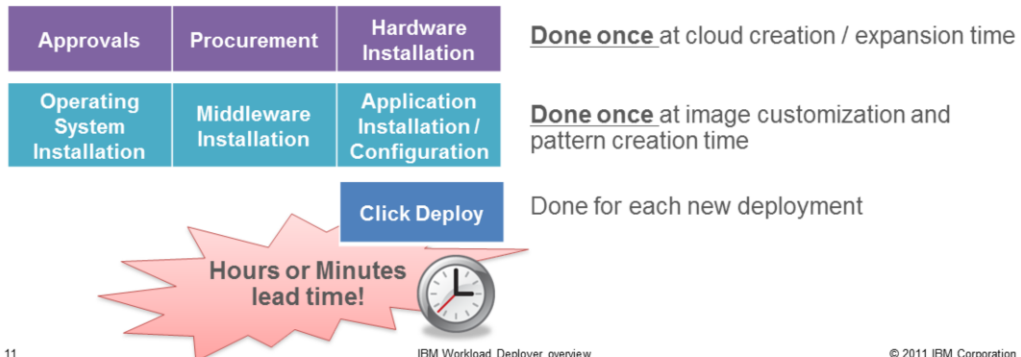 Approvals
Procurement
Hardware
Installation
Done once at cloud creation / expansion time
Operating
System
Installation
Middleware
Installation
Application
Installation /
Configuration
Done once at image customization and
pattern creation time
Click Deploy
Done for each new deployment
Hours or Minutes
lead time!
11
IBM Workload Deployer overview
© 2011 IBM Corporation